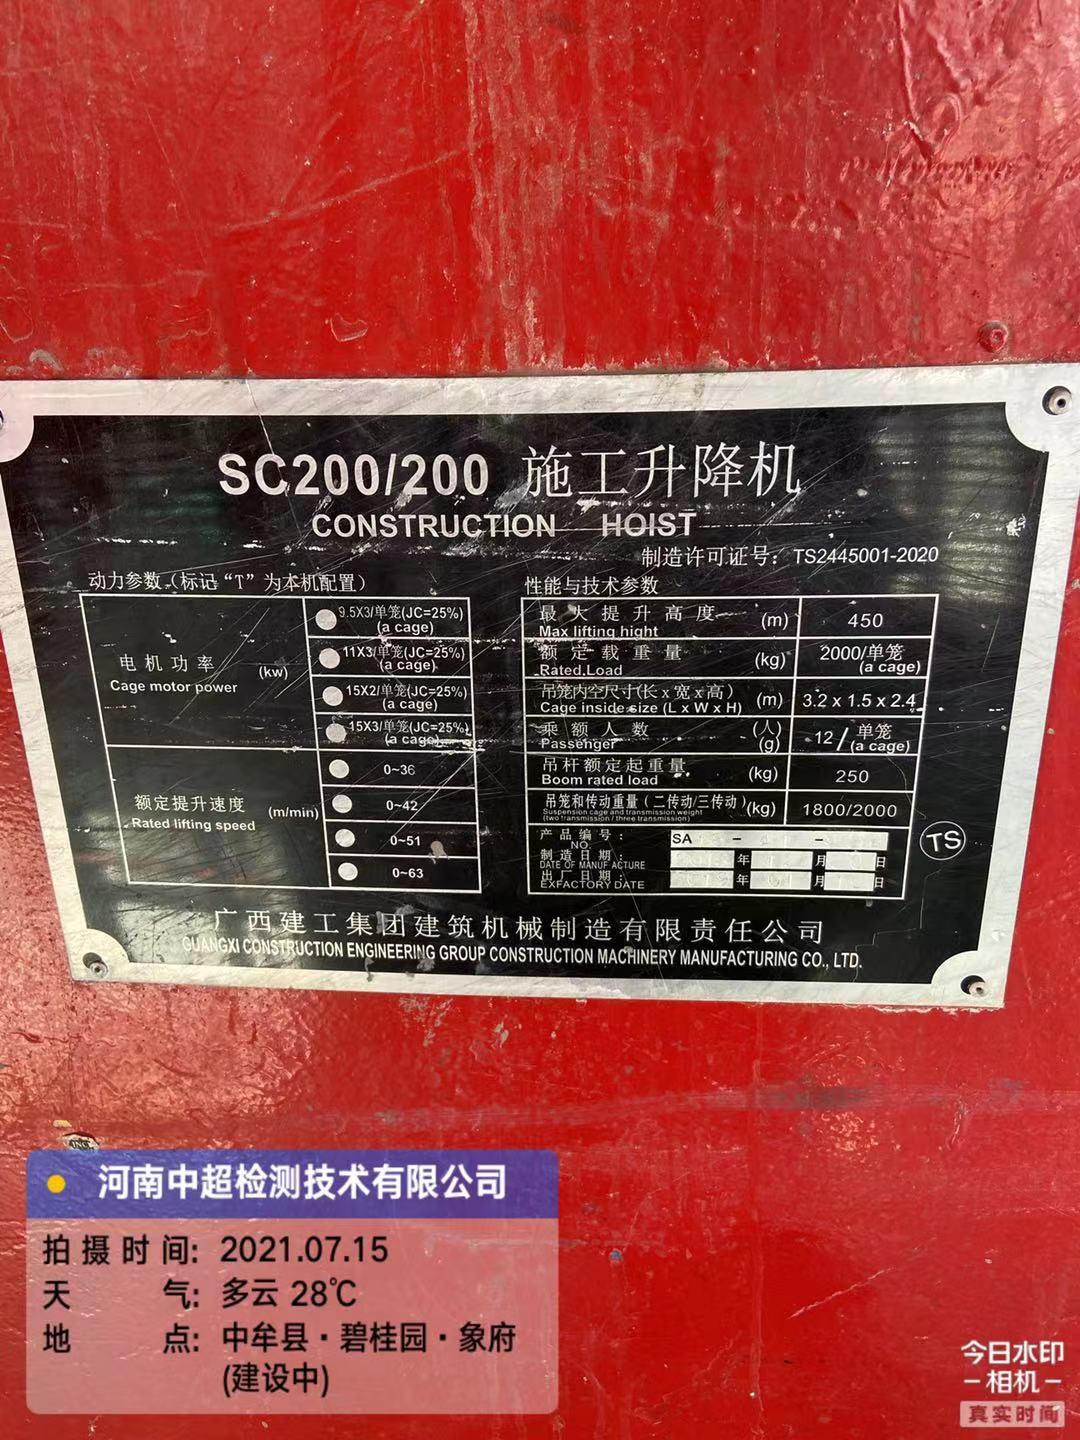 SC200/200 施工升降机
CONSTRUCTION HOIST
制造许可证号：TS2445001-2020
动力参数（标记“T”为本机配置）
电机功率 (kw)
Cage motor power
9.5X3/单笼(JC=25%)
(a cage)
11X3/单笼(JC=25%)
(a cage)
15X2/单笼(JC=25%)
(a cage)
15X3/单笼(JC=25%)
(a cage)
额定提升速度 (m/min)
Rated lifting speed
0~36
0~42
0~51
0~63
性能与技术参数
最大提升高度 (m) 450
Max lifting hight
额定载重量 (kg) 2000/单笼
Rated Load (a cage)
吊笼内空尺寸(长x宽x高) (m) 3.2 x 1.5 x 2.4
Cage inside size (L x W x H)
乘额人数 (人) 12/单笼
Passenger (g) (a cage)
吊杆额定起重量 (kg) 250
Boom rated load
吊笼和传动重量（二传动/三传动）(kg) 1800/2000
Suspension cage and transmission weight
(two transmission / three transmission)
产品编号： SA
NO.
制造日期： 年 月 日
DATE OF MANUFACTURE
出厂日期： 年 月 日
EXFACTORY DATE
TS
广西建工集团建筑机械制造有限责任公司
GUANGXI CONSTRUCTION ENGINEERING GROUP CONSTRUCTION MACHINERY MANUFACTURING CO., LTD.
河南中超检测技术有限公司
拍摄时间: 2021.07.15
天气: 多云 28℃
地点: 中牟县·碧桂园·象府
(建设中)
今日水印
-相机-
真实时间